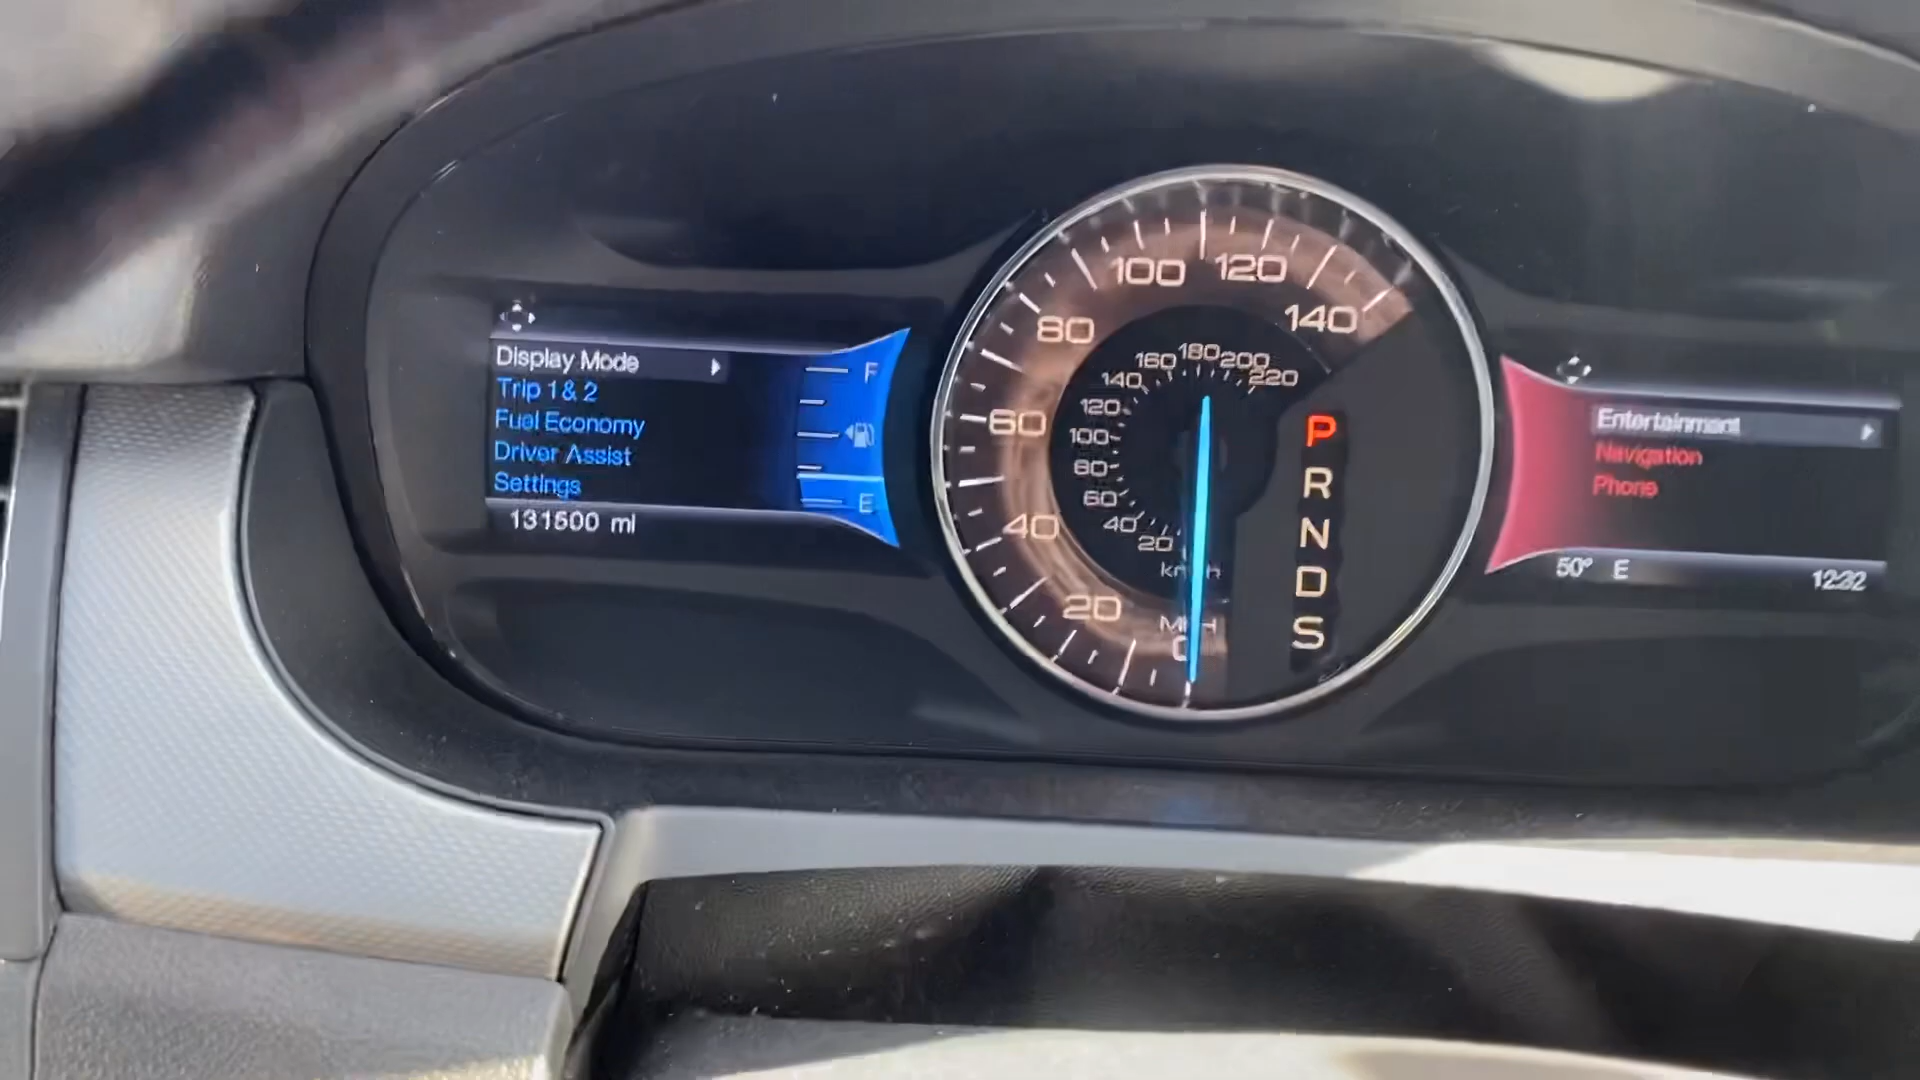 Display Mode
Trip 1 & 2
Fuel Economy
Driver Assist
Settings
131500 mi
F
E
0
20
40
60
80
100
120
140
MPH
20
40
60
80
100
120
140
160
180
200
220
km/h
P
R
N
D
S
Entertainment
Navigation
Phone
50° E
12:32